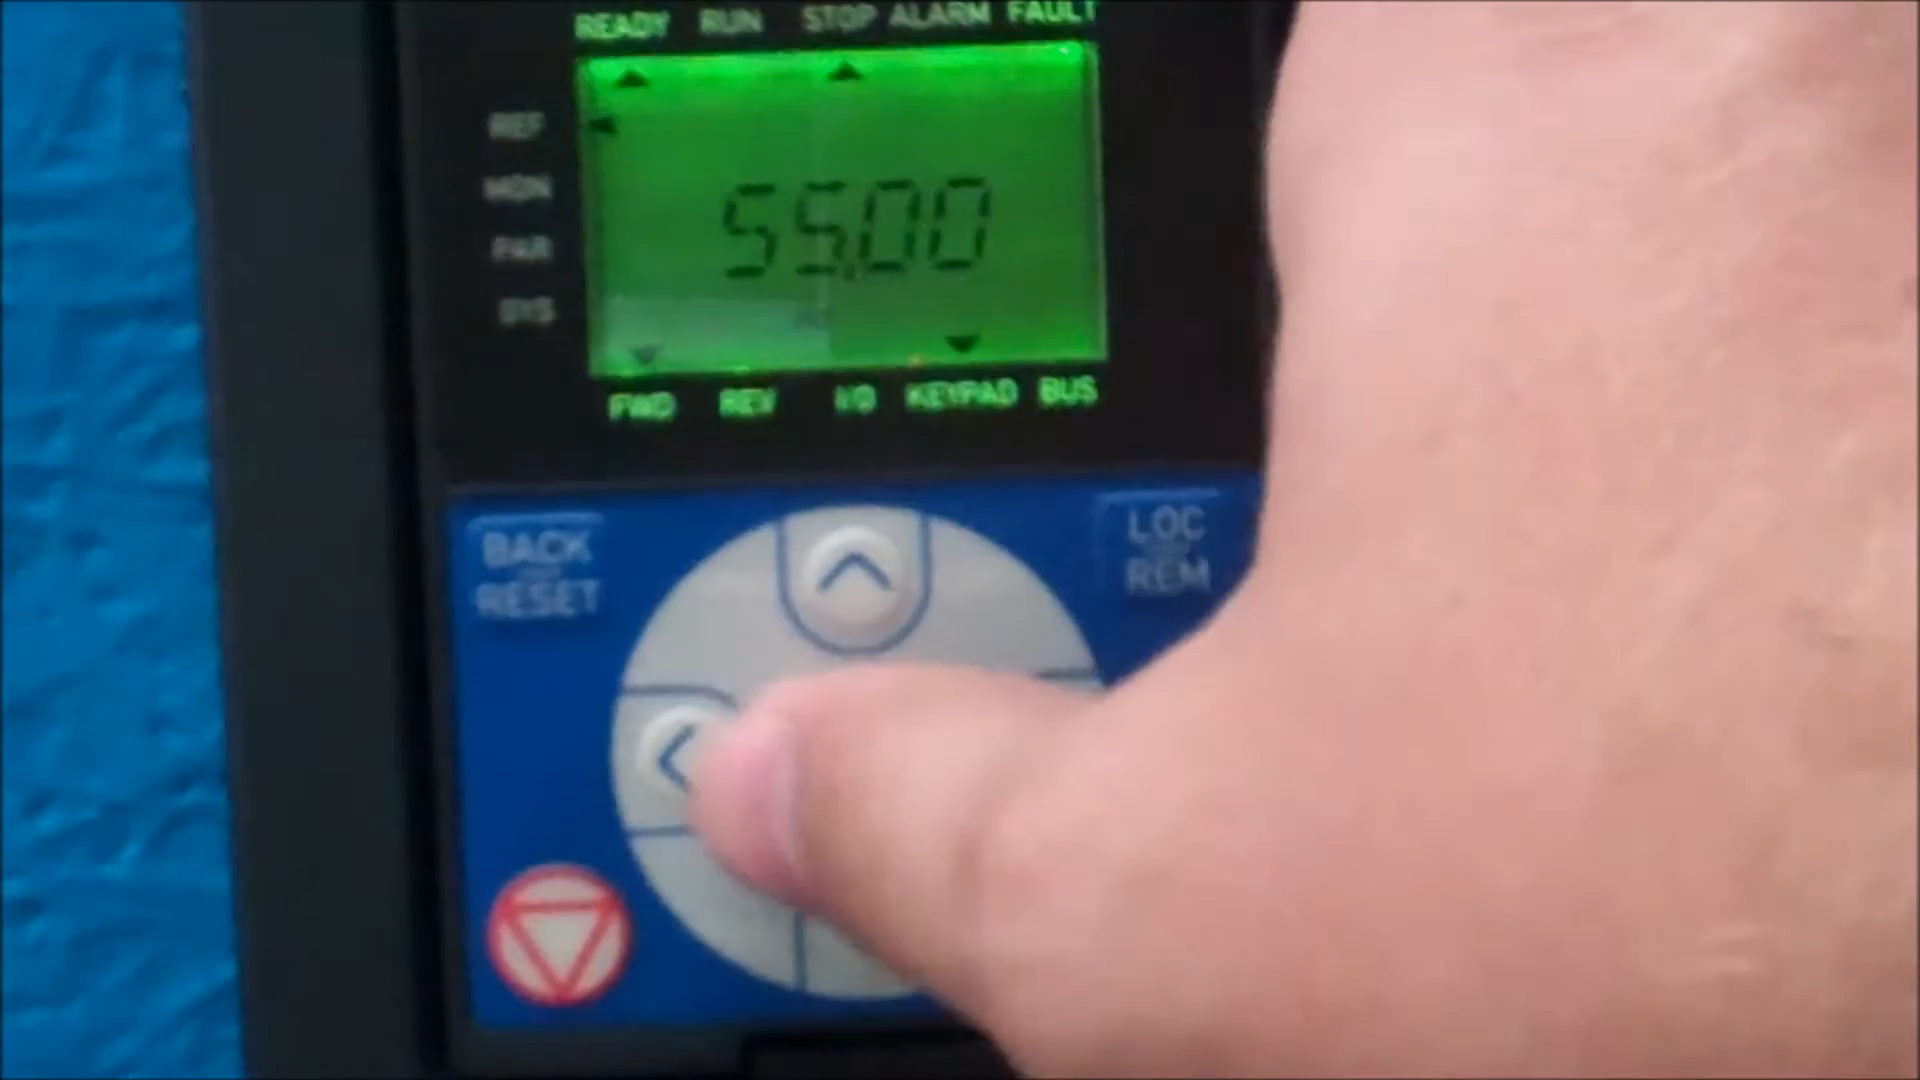 READY RUN STOP ALARM FAULT
REF
MON
PAR
SYS
55.00
FWD REV I/O KEYPAD BUS
BACK
RESET
LOC
REM